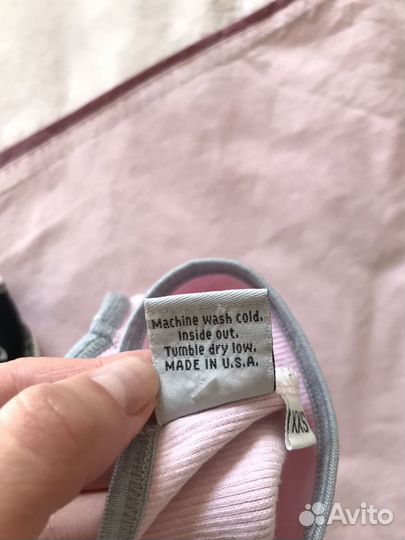 Machine wash cold.
Inside out.
Tumble dry low.
MADE IN U.S.A.
XXS
Avito